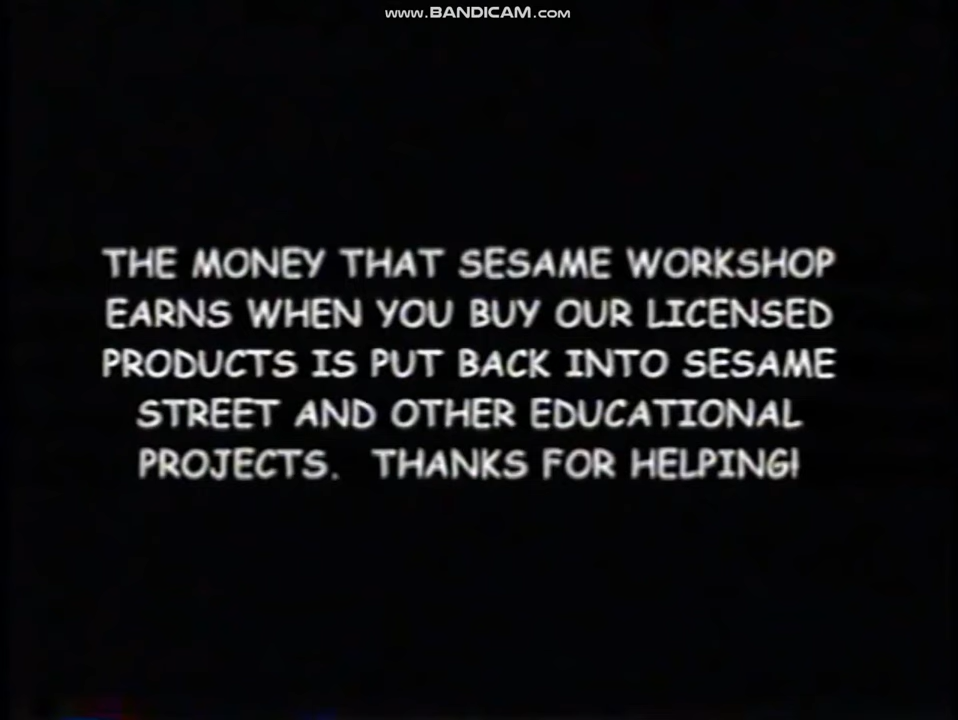 www.BANDICAM.com
THE MONEY THAT SESAME WORKSHOP
EARNS WHEN YOU BUY OUR LICENSED
PRODUCTS IS PUT BACK INTO SESAME
STREET AND OTHER EDUCATIONAL
PROJECTS.  THANKS FOR HELPING!